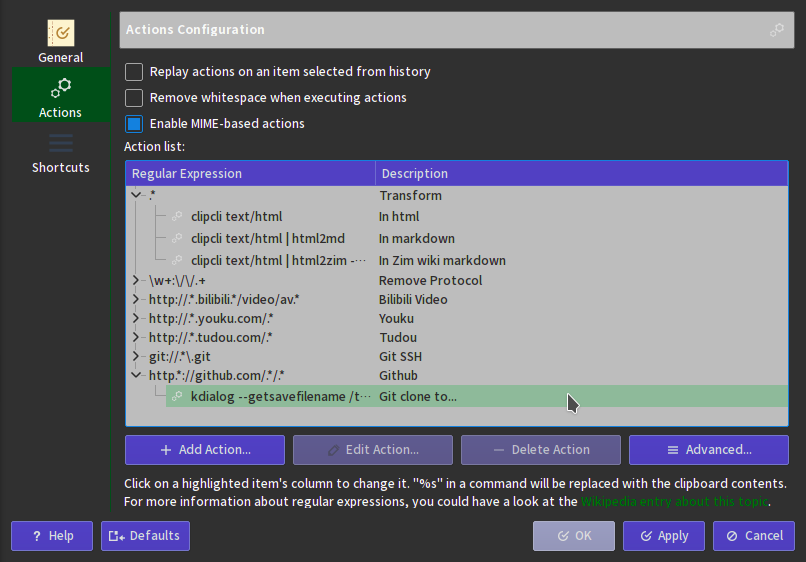 General
Actions
Shortcuts
Actions Configuration
Replay actions on an item selected from history
Remove whitespace when executing actions
Enable MIME-based actions
Action list:
Regular Expression Description
.* Transform
clipcli text/html In html
clipcli text/html | html2md In markdown
clipcli text/html | html2zim -··· In Zim wiki markdown
\w+:\/\/.+ Remove Protocol
http://.*.bilibili.*/video/av.* Bilibili Video
http://.*.youku.com/.* Youku
http://.*.tudou.com/.* Tudou
git://.*\.git Git SSH
http.*://github.com/.*/.* Github
kdialog --getsavefilename /t··· Git clone to...
Add Action... Edit Action... Delete Action Advanced...
Click on a highlighted item's column to change it. "%s" in a command will be replaced with the clipboard contents.
For more information about regular expressions, you could have a look at the Wikipedia entry about this topic.
? Help Defaults OK Apply Cancel